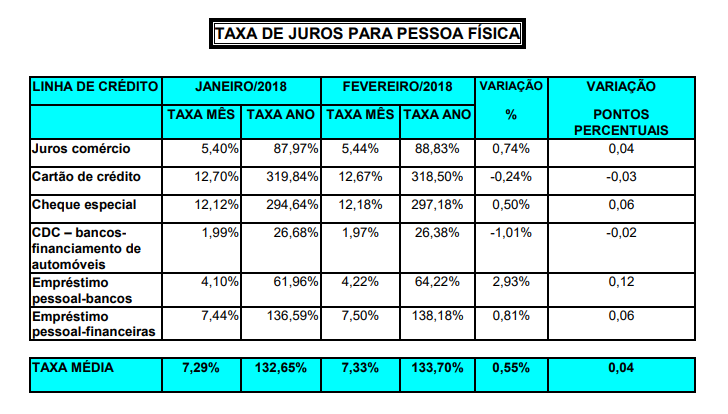 TAXA DE JUROS PARA PESSOA FÍSICA
LINHA DE CRÉDITO JANEIRO/2018 FEVEREIRO/2018 VARIAÇÃO VARIAÇÃO
TAXA MÊS TAXA ANO TAXA MÊS TAXA ANO % PONTOS
PERCENTUAIS
Juros comércio 5,40% 87,97% 5,44% 88,83% 0,74% 0,04
Cartão de crédito 12,70% 319,84% 12,67% 318,50% -0,24% -0,03
Cheque especial 12,12% 294,64% 12,18% 297,18% 0,50% 0,06
CDC – bancos- 1,99% 26,68% 1,97% 26,38% -1,01% -0,02
financiamento de
automóveis
Empréstimo 4,10% 61,96% 4,22% 64,22% 2,93% 0,12
pessoal-bancos
Empréstimo 7,44% 136,59% 7,50% 138,18% 0,81% 0,06
pessoal-financeiras
TAXA MÉDIA 7,29% 132,65% 7,33% 133,70% 0,55% 0,04